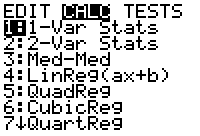 EDIT CALC TESTS
1:1-Var Stats
2:2-Var Stats
3:Med-Med
4:LinReg(ax+b)
5:QuadReg
6:CubicReg
7↓QuartReg